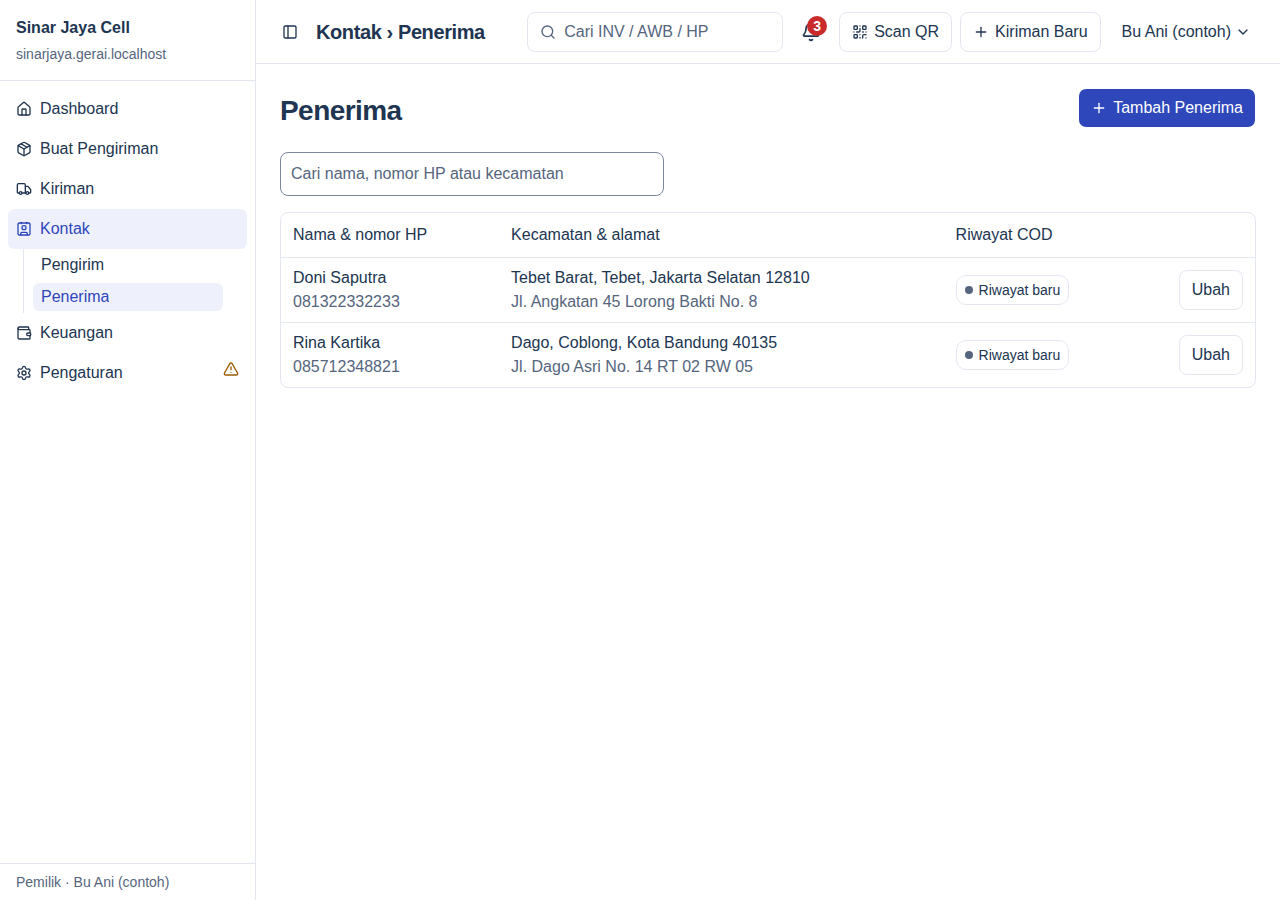 Sinar Jaya Cell
sinarjaya.gerai.localhost
Dashboard
Buat Pengiriman
Kiriman
Kontak
Pengirim
Penerima
Keuangan
Pengaturan
Pemilik · Bu Ani (contoh)
Kontak › Penerima
Cari INV / AWB / HP
3
Scan QR
Kiriman Baru
Bu Ani (contoh)
Penerima
Tambah Penerima
Cari nama, nomor HP atau kecamatan
Nama & nomor HP Kecamatan & alamat Riwayat COD
Doni Saputra Tebet Barat, Tebet, Jakarta Selatan 12810 Riwayat baru Ubah
081322332233 Jl. Angkatan 45 Lorong Bakti No. 8
Rina Kartika Dago, Coblong, Kota Bandung 40135 Riwayat baru Ubah
085712348821 Jl. Dago Asri No. 14 RT 02 RW 05